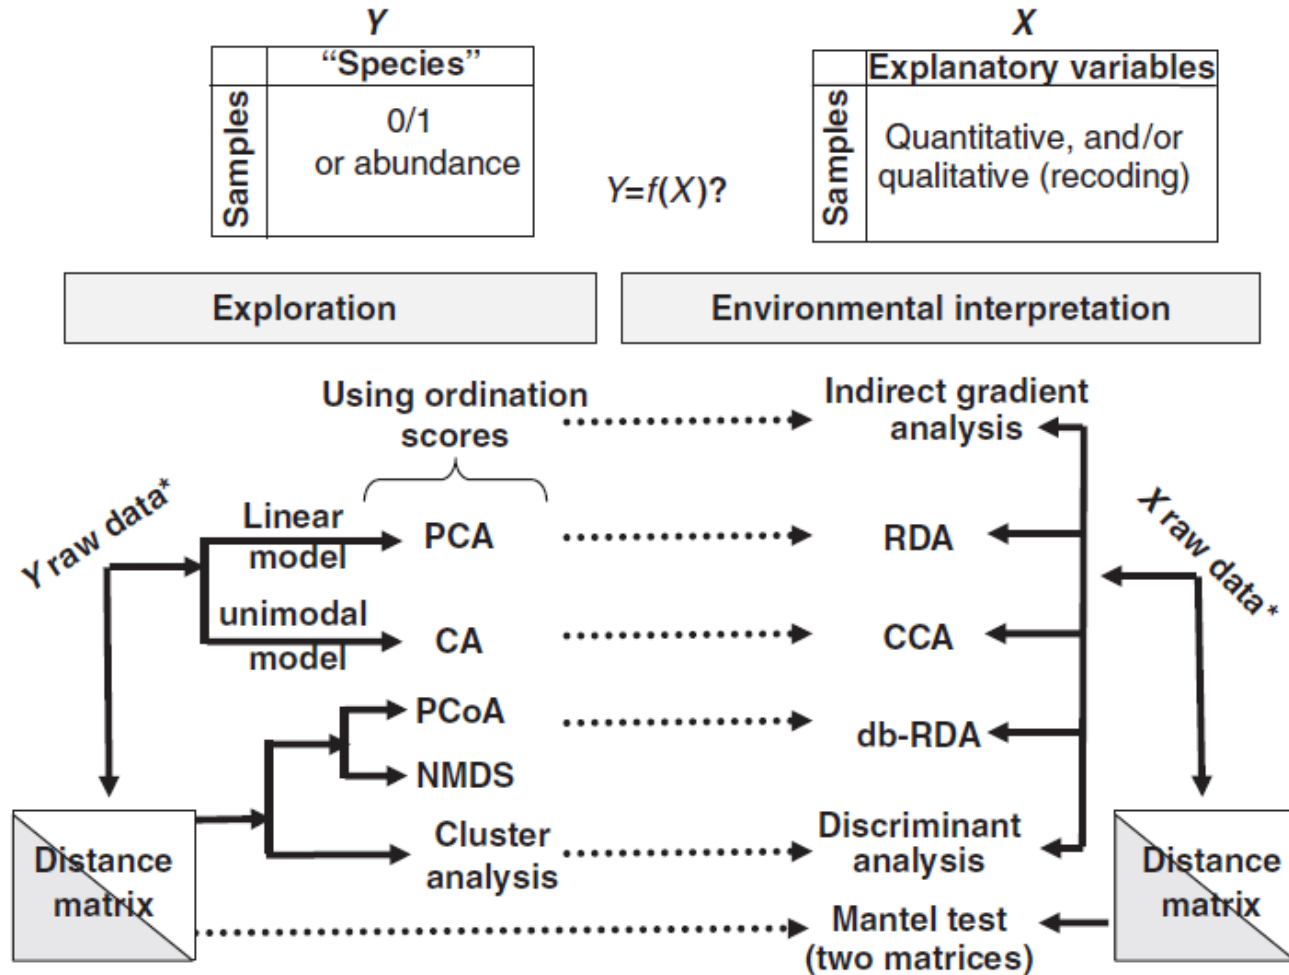 Y
X
“Species”
Explanatory variables
Samples
0/1
or abundance
Samples
Quantitative, and/or
qualitative (recoding)
Y=f(X)?
Exploration
Environmental interpretation
Using ordination
scores
Indirect gradient
analysis
Y raw data*
X raw data*
Linear
model
PCA
RDA
unimodal
model
CA
CCA
PCoA
db-RDA
NMDS
Cluster
analysis
Discriminant
analysis
Distance
matrix
Distance
matrix
Mantel test
(two matrices)